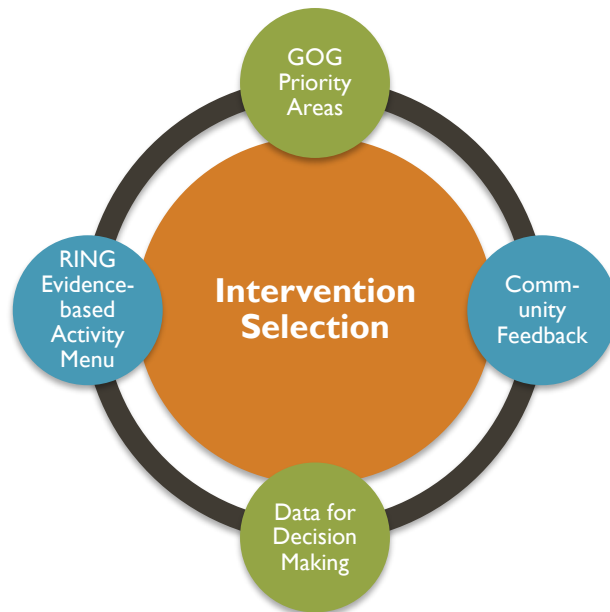 GOG
Priority
Areas
RING
Evidence-
based
Activity
Menu
Intervention
Selection
Comm-
unity
Feedback
Data for
Decision
Making